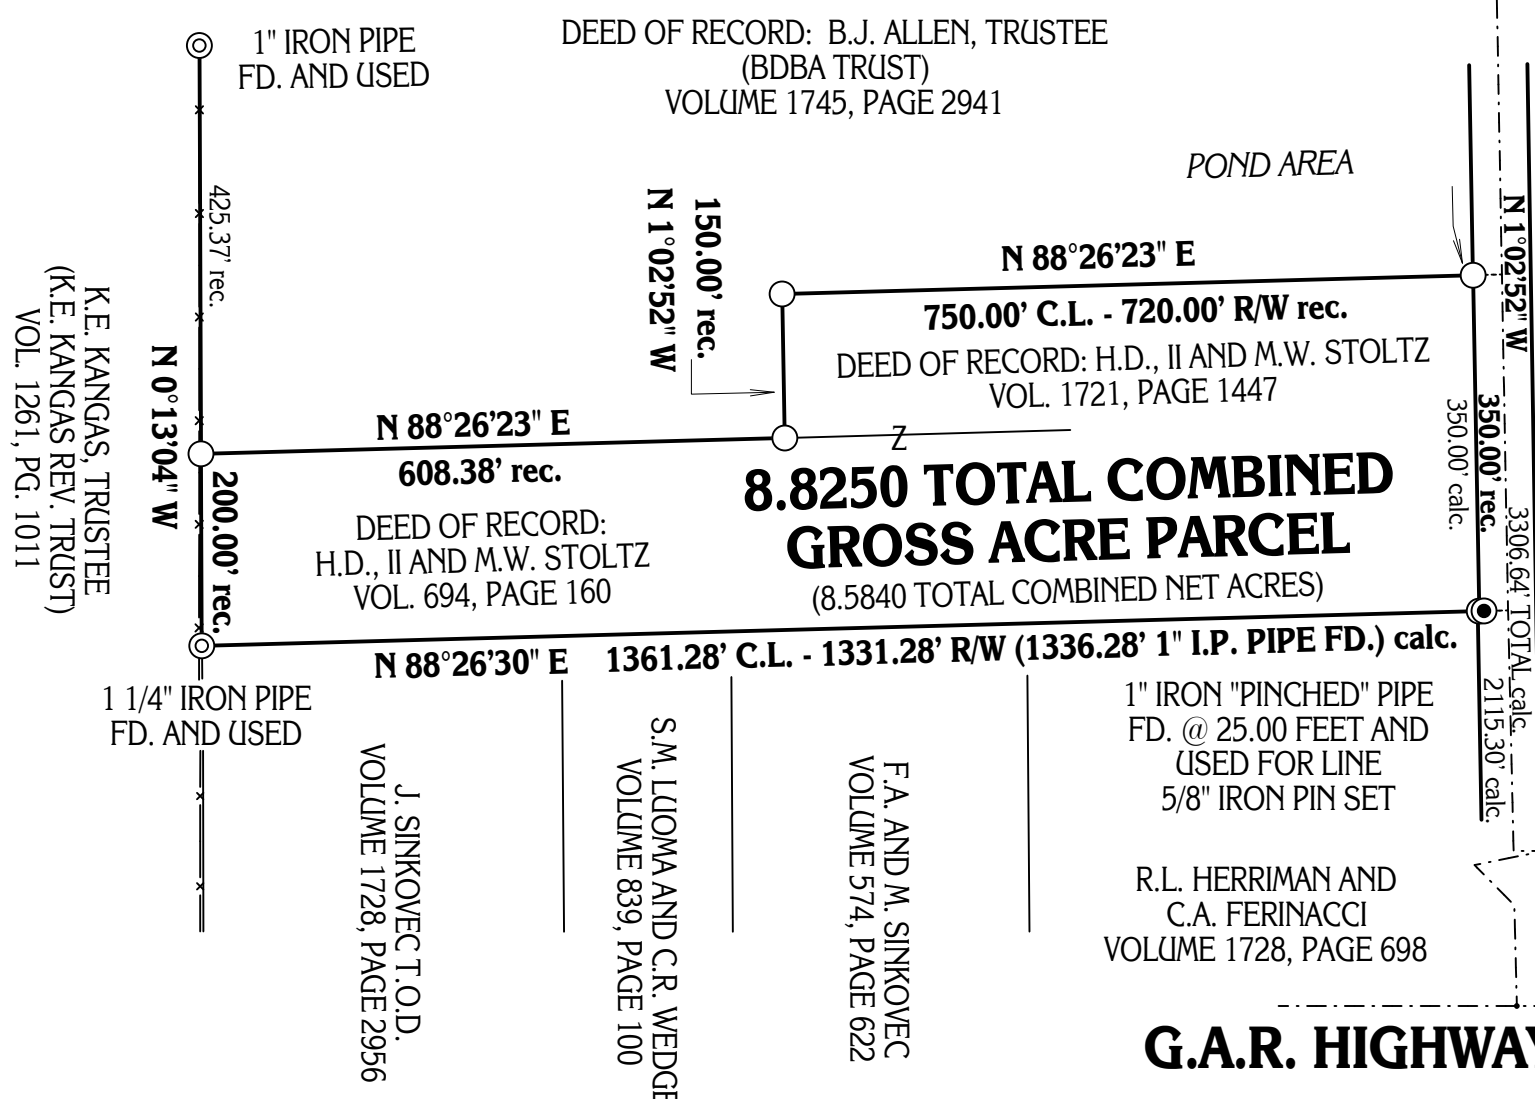 1" IRON PIPE
FD. AND USED
DEED OF RECORD: B.J. ALLEN, TRUSTEE
(BDBA TRUST)
VOLUME 1745, PAGE 2941
POND AREA
425.37' rec.
N 0°13'04" W
K.E. KANGAS, TRUSTEE
(K.E. KANGAS REV. TRUST)
VOL. 1261, PG. 1011
150.00' rec.
N 1°02'52" W
N 88°26'23" E
750.00' C.L. - 720.00' R/W rec.
DEED OF RECORD: H.D., II AND M.W. STOLTZ
VOL. 1721, PAGE 1447
N 1°02'52" W
350.00' rec.
350.00' calc.
3306.64' TOTAL calc.
2115.30' calc.
N 88°26'23" E
608.38' rec.
Z
200.00' rec.
DEED OF RECORD:
H.D., II AND M.W. STOLTZ
VOL. 694, PAGE 160
8.8250 TOTAL COMBINED
GROSS ACRE PARCEL
(8.5840 TOTAL COMBINED NET ACRES)
N 88°26'30" E 1361.28' C.L. - 1331.28' R/W (1336.28' 1" I.P. PIPE FD.) calc.
1 1/4" IRON PIPE
FD. AND USED
J. SINKOVEC T.O.D.
VOLUME 1728, PAGE 2956
S.M. LUOMA AND C.R. WEDGE
VOLUME 839, PAGE 100
F.A. AND M. SINKOVEC
VOLUME 574, PAGE 622
1" IRON "PINCHED" PIPE
FD. @ 25.00 FEET AND
USED FOR LINE
5/8" IRON PIN SET
R.L. HERRIMAN AND
C.A. FERINACCI
VOLUME 1728, PAGE 698
G.A.R. HIGHWAY